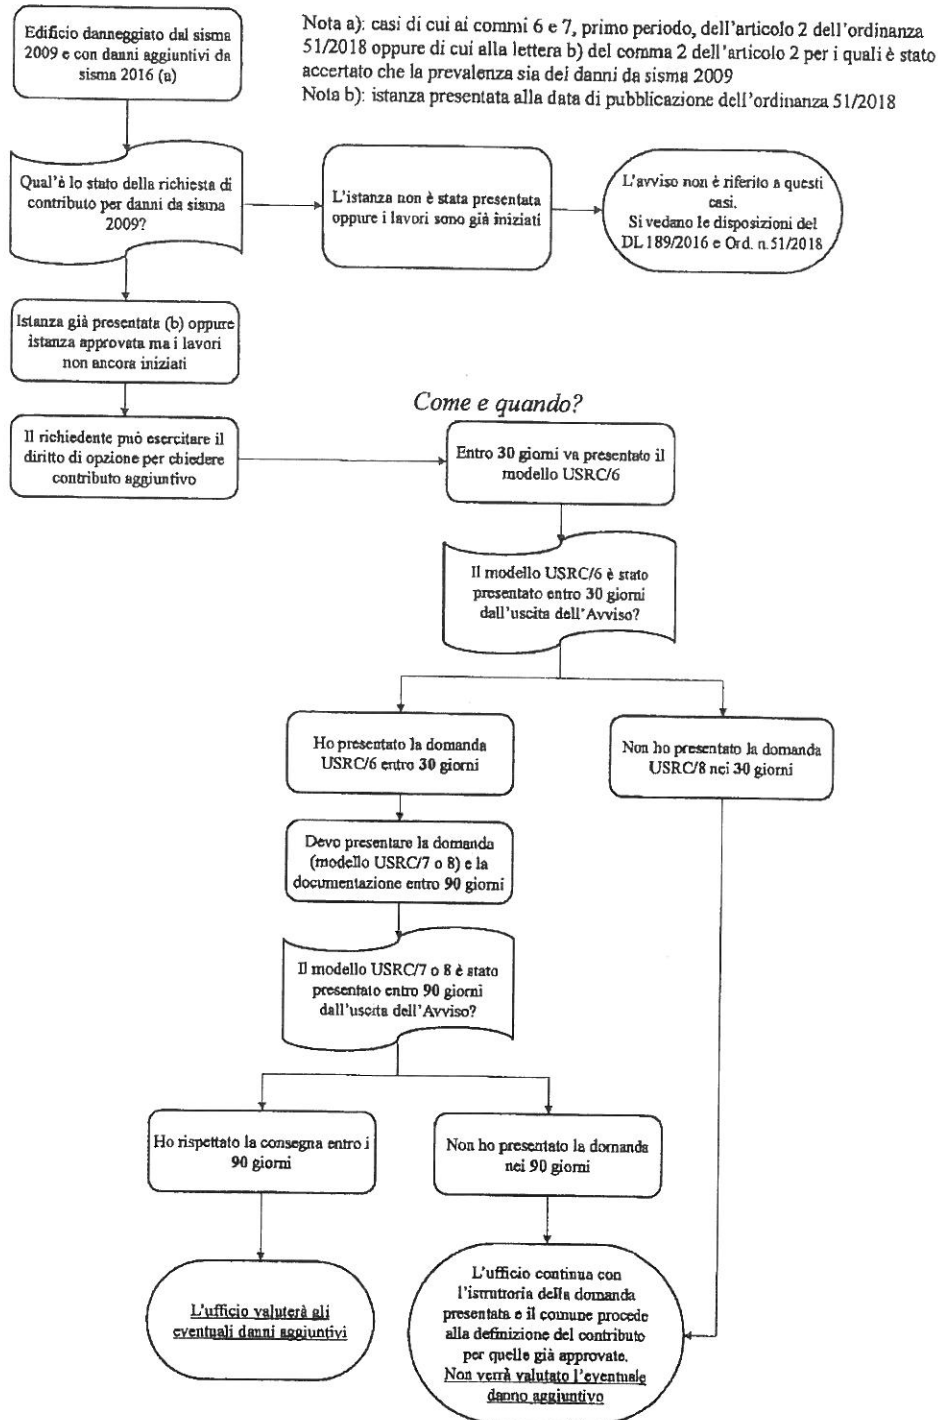 Edificio danneggiato dal sisma
2009 e con danni aggiuntivi da
sisma 2016 (a)
Nota a): casi di cui ai commi 6 e 7, primo periodo, dell'articolo 2 dell'ordinanza
51/2018 oppure di cui alla lettera b) del comma 2 dell'articolo 2 per i quali è stato
accertato che la prevalenza sia dei danni da sisma 2009
Nota b): istanza presentata alla data di pubblicazione dell'ordinanza 51/2018
Qual'è lo stato della richiesta di
contributo per danni da sisma
2009?
L'istanza non è stata presentata
oppure i lavori sono già iniziati
L'avviso non è riferito a questi
casi.
Si vedano le disposizioni del
DL 189/2016 e Ord. n.51/2018
Istanza già presentata (b) oppure
istanza approvata ma i lavori
non ancora iniziati
Il richiedente può esercitare il
diritto di opzione per chiedere
contributo aggiuntivo
Come e quando?
Entro 30 giorni va presentato il
modello USRC/6
Il modello USRC/6 è stato
presentato entro 30 giorni
dall'uscita dell'Avviso?
Ho presentato la domanda
USRC/6 entro 30 giorni
Non ho presentato la domanda
USRC/8 nei 30 giorni
Devo presentare la domanda
(modello USRC/7 o 8) e la
documentazione entro 90 giorni
Il modello USRC/7 o 8 è stato
presentato entro 90 giorni
dall'uscita dell'Avviso?
Ho rispettato la consegna entro i
90 giorni
Non ho presentato la domanda
nei 90 giorni
L'ufficio valuterà gli
eventuali danni aggiuntivi
L'ufficio continua con
l'istruttoria della domanda
presentata e il comune procede
alla definizione del contributo
per quelle già approvate.
Non verrà valutato l'eventuale
danno aggiuntivo